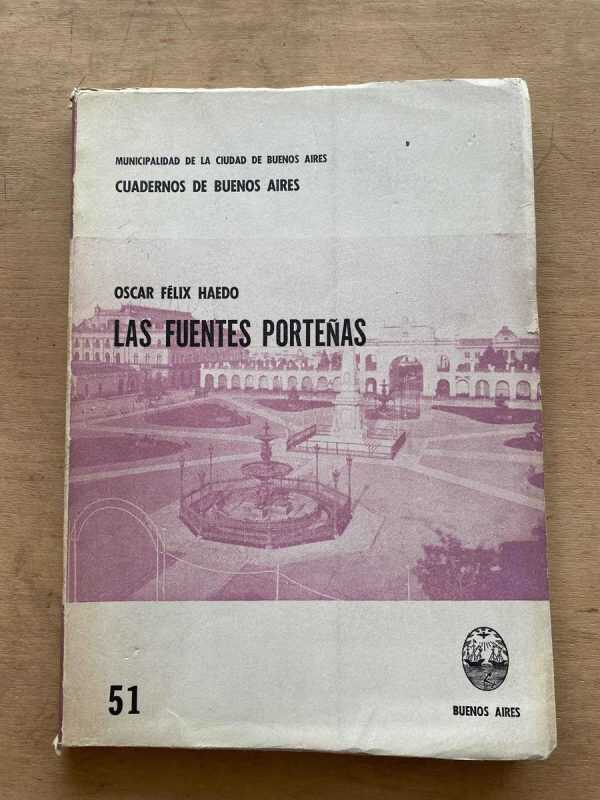 MUNICIPALIDAD DE LA CIUDAD DE BUENOS AIRES
CUADERNOS DE BUENOS AIRES
OSCAR FÉLIX HAEDO
LAS FUENTES PORTEÑAS
51
BUENOS AIRES